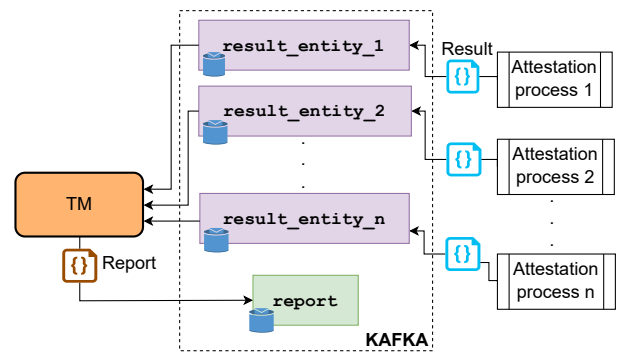 result_entity_1
Result
{}
Attestation
process 1
result_entity_2
{}
Attestation
process 2
TM
result_entity_n
{}
Attestation
process n
{}
Report
report
KAFKA